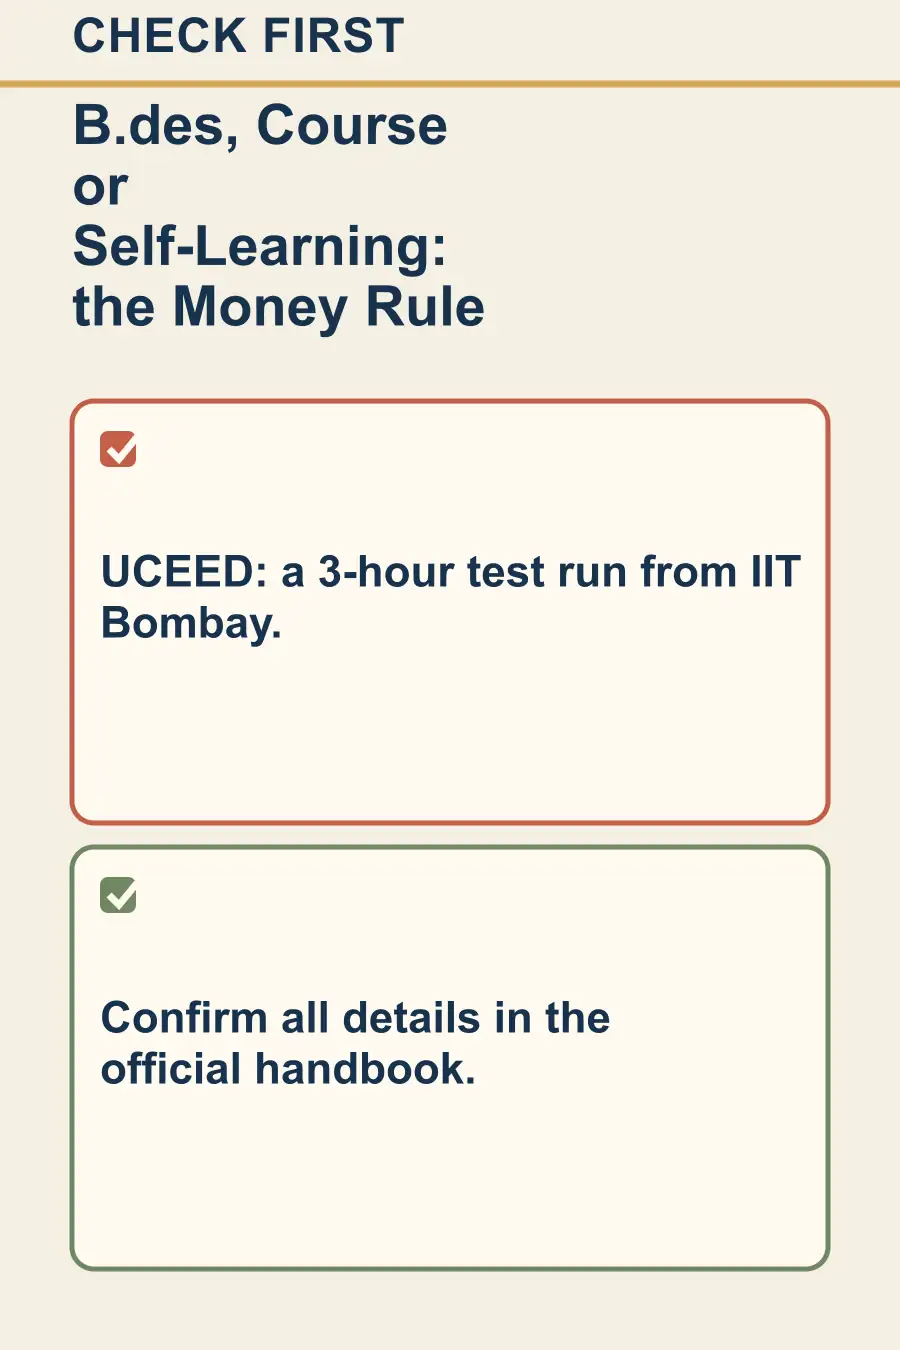 CHECK FIRST
B.des, Course
or
Self-Learning:
the Money Rule
UCEED: a 3-hour test run from IIT
Bombay.
Confirm all details in the
official handbook.